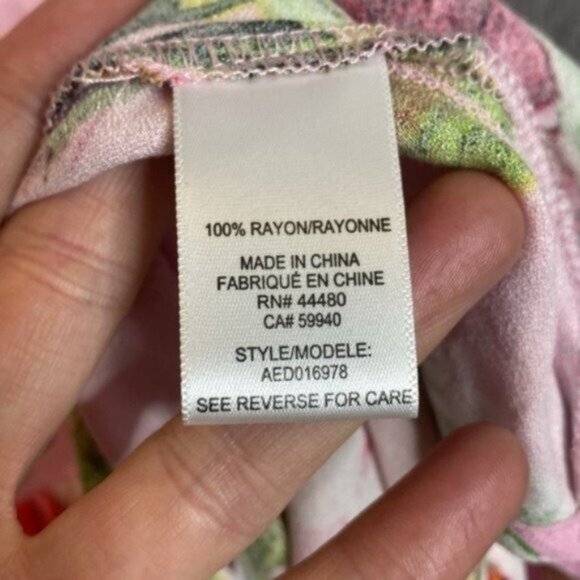 100% RAYON/RAYONNE
MADE IN CHINA
FABRIQUÉ EN CHINE
RN# 44480
CA# 59940
STYLE/MODELE:
AED016978
SEE REVERSE FOR CARE